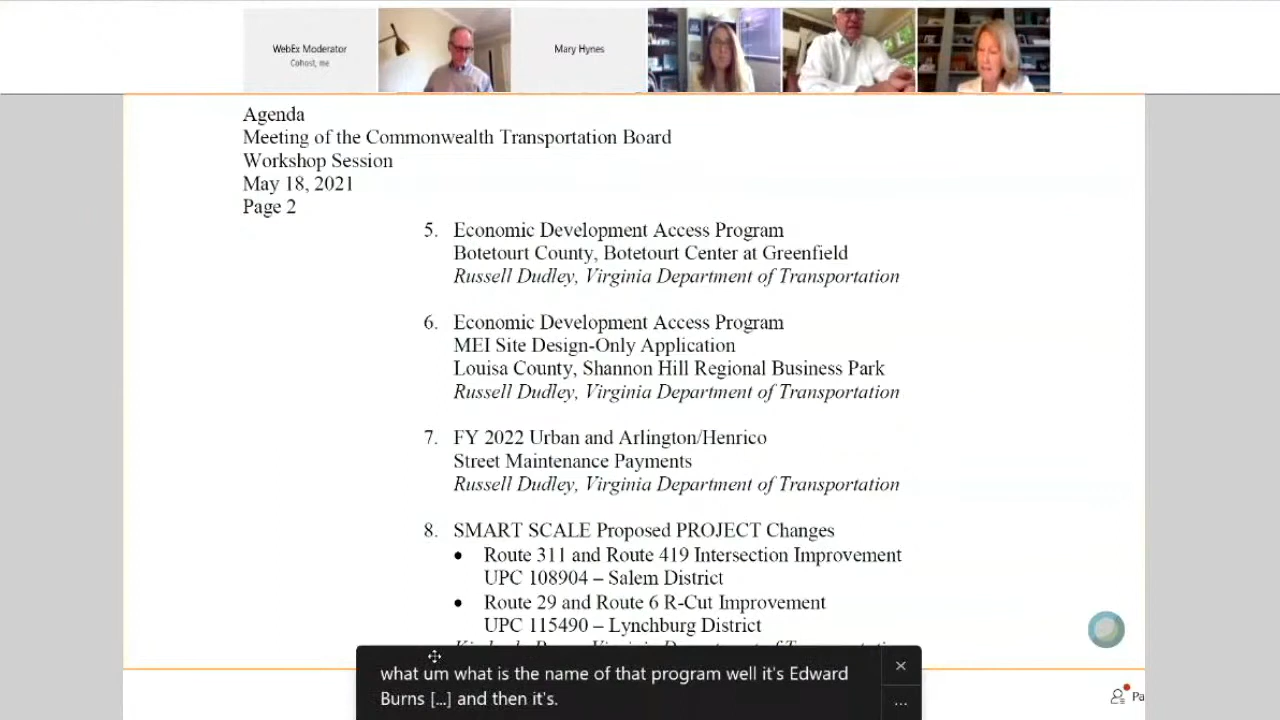 WebEx Moderator
Cohost, me
Mary Hynes
Agenda
Meeting of the Commonwealth Transportation Board
Workshop Session
May 18, 2021
Page 2
5. Economic Development Access Program
Botetourt County, Botetourt Center at Greenfield
Russell Dudley, Virginia Department of Transportation
6. Economic Development Access Program
MEI Site Design-Only Application
Louisa County, Shannon Hill Regional Business Park
Russell Dudley, Virginia Department of Transportation
7. FY 2022 Urban and Arlington/Henrico
Street Maintenance Payments
Russell Dudley, Virginia Department of Transportation
8. SMART SCALE Proposed PROJECT Changes
• Route 311 and Route 419 Intersection Improvement
UPC 108904 – Salem District
• Route 29 and Route 6 R-Cut Improvement
UPC 115490 – Lynchburg District
what um what is the name of that program well it's Edward
Burns [...] and then it's.
Pa